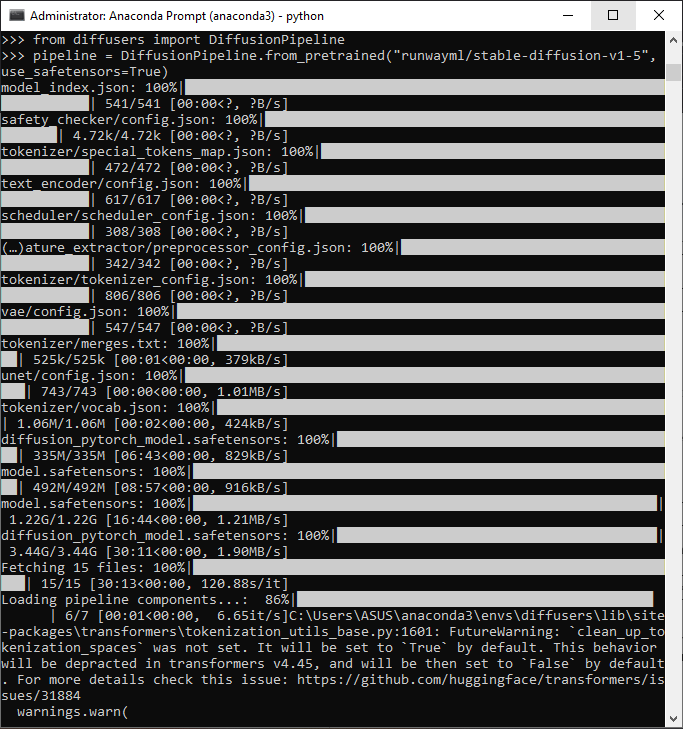 Administrator: Anaconda Prompt (anaconda3) - python
>>> from diffusers import DiffusionPipeline
>>> pipeline = DiffusionPipeline.from_pretrained("runwayml/stable-diffusion-v1-5",
use_safetensors=True)
model_index.json: 100%|
| 541/541 [00:00<?, ?B/s]
safety_checker/config.json: 100%|
| 4.72k/4.72k [00:00<?, ?B/s]
tokenizer/special_tokens_map.json: 100%|
| 472/472 [00:00<?, ?B/s]
text_encoder/config.json: 100%|
| 617/617 [00:00<?, ?B/s]
scheduler/scheduler_config.json: 100%|
| 308/308 [00:00<?, ?B/s]
(…)ature_extractor/preprocessor_config.json: 100%|
| 342/342 [00:00<?, ?B/s]
tokenizer/tokenizer_config.json: 100%|
| 806/806 [00:00<?, ?B/s]
vae/config.json: 100%|
| 547/547 [00:00<?, ?B/s]
tokenizer/merges.txt: 100%|
| 525k/525k [00:01<00:00, 379kB/s]
unet/config.json: 100%|
| 743/743 [00:00<00:00, 1.01MB/s]
tokenizer/vocab.json: 100%|
| 1.06M/1.06M [00:02<00:00, 424kB/s]
diffusion_pytorch_model.safetensors: 100%|
| 335M/335M [06:43<00:00, 829kB/s]
model.safetensors: 100%|
| 492M/492M [08:57<00:00, 916kB/s]
model.safetensors: 100%| |
1.22G/1.22G [16:44<00:00, 1.21MB/s]
diffusion_pytorch_model.safetensors: 100%| |
3.44G/3.44G [30:11<00:00, 1.90MB/s]
Fetching 15 files: 100%|
| 15/15 [30:13<00:00, 120.88s/it]
Loading pipeline components...:  86%|
| 6/7 [00:01<00:00,  6.65it/s]C:\Users\ASUS\anaconda3\envs\diffusers\lib\site
-packages\transformers\tokenization_utils_base.py:1601: FutureWarning: `clean_up_to
kenization_spaces` was not set. It will be set to `True` by default. This behavior
will be depracted in transformers v4.45, and will be then set to `False` by default
. For more details check this issue: https://github.com/huggingface/transformers/is
sues/31884
warnings.warn(